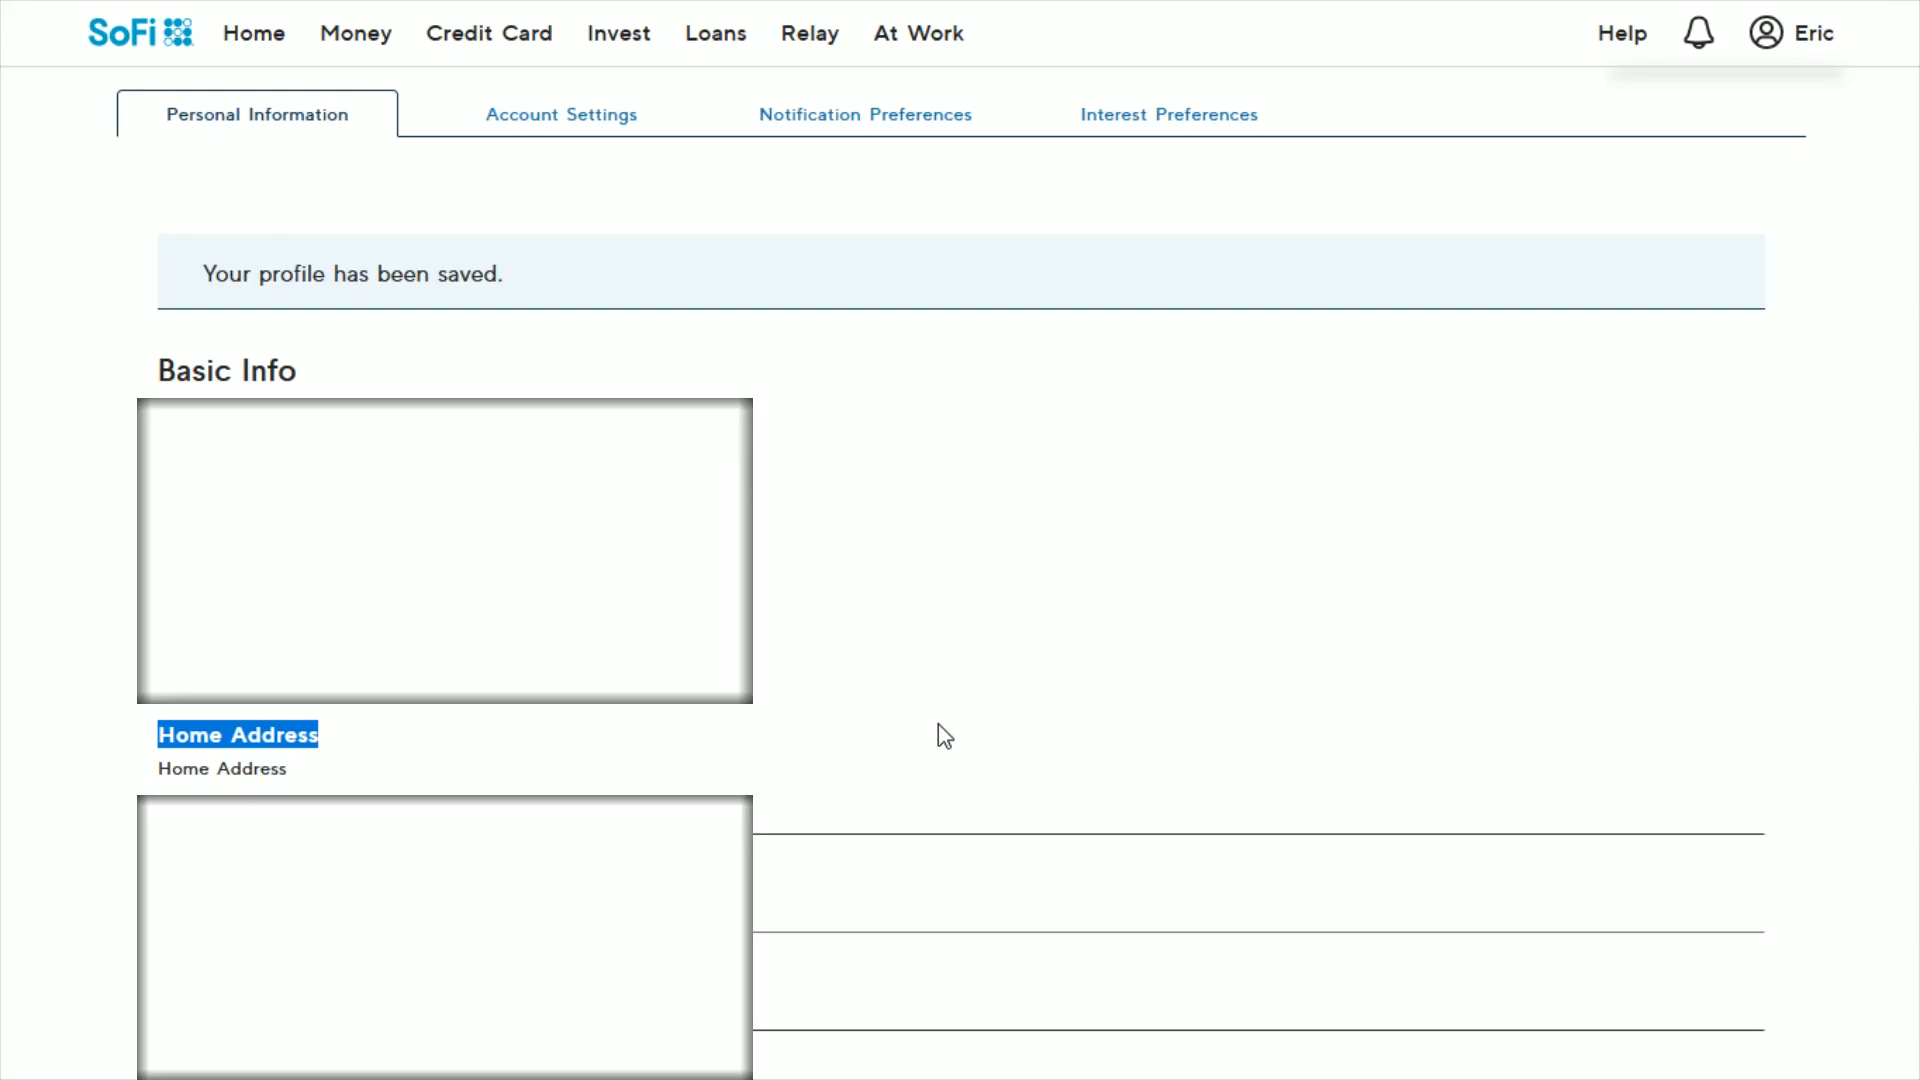 SoFi Home Money Credit Card Invest Loans Relay At Work Help Eric
Personal Information Account Settings Notification Preferences Interest Preferences
Your profile has been saved.
Basic Info
Home Address
Home Address